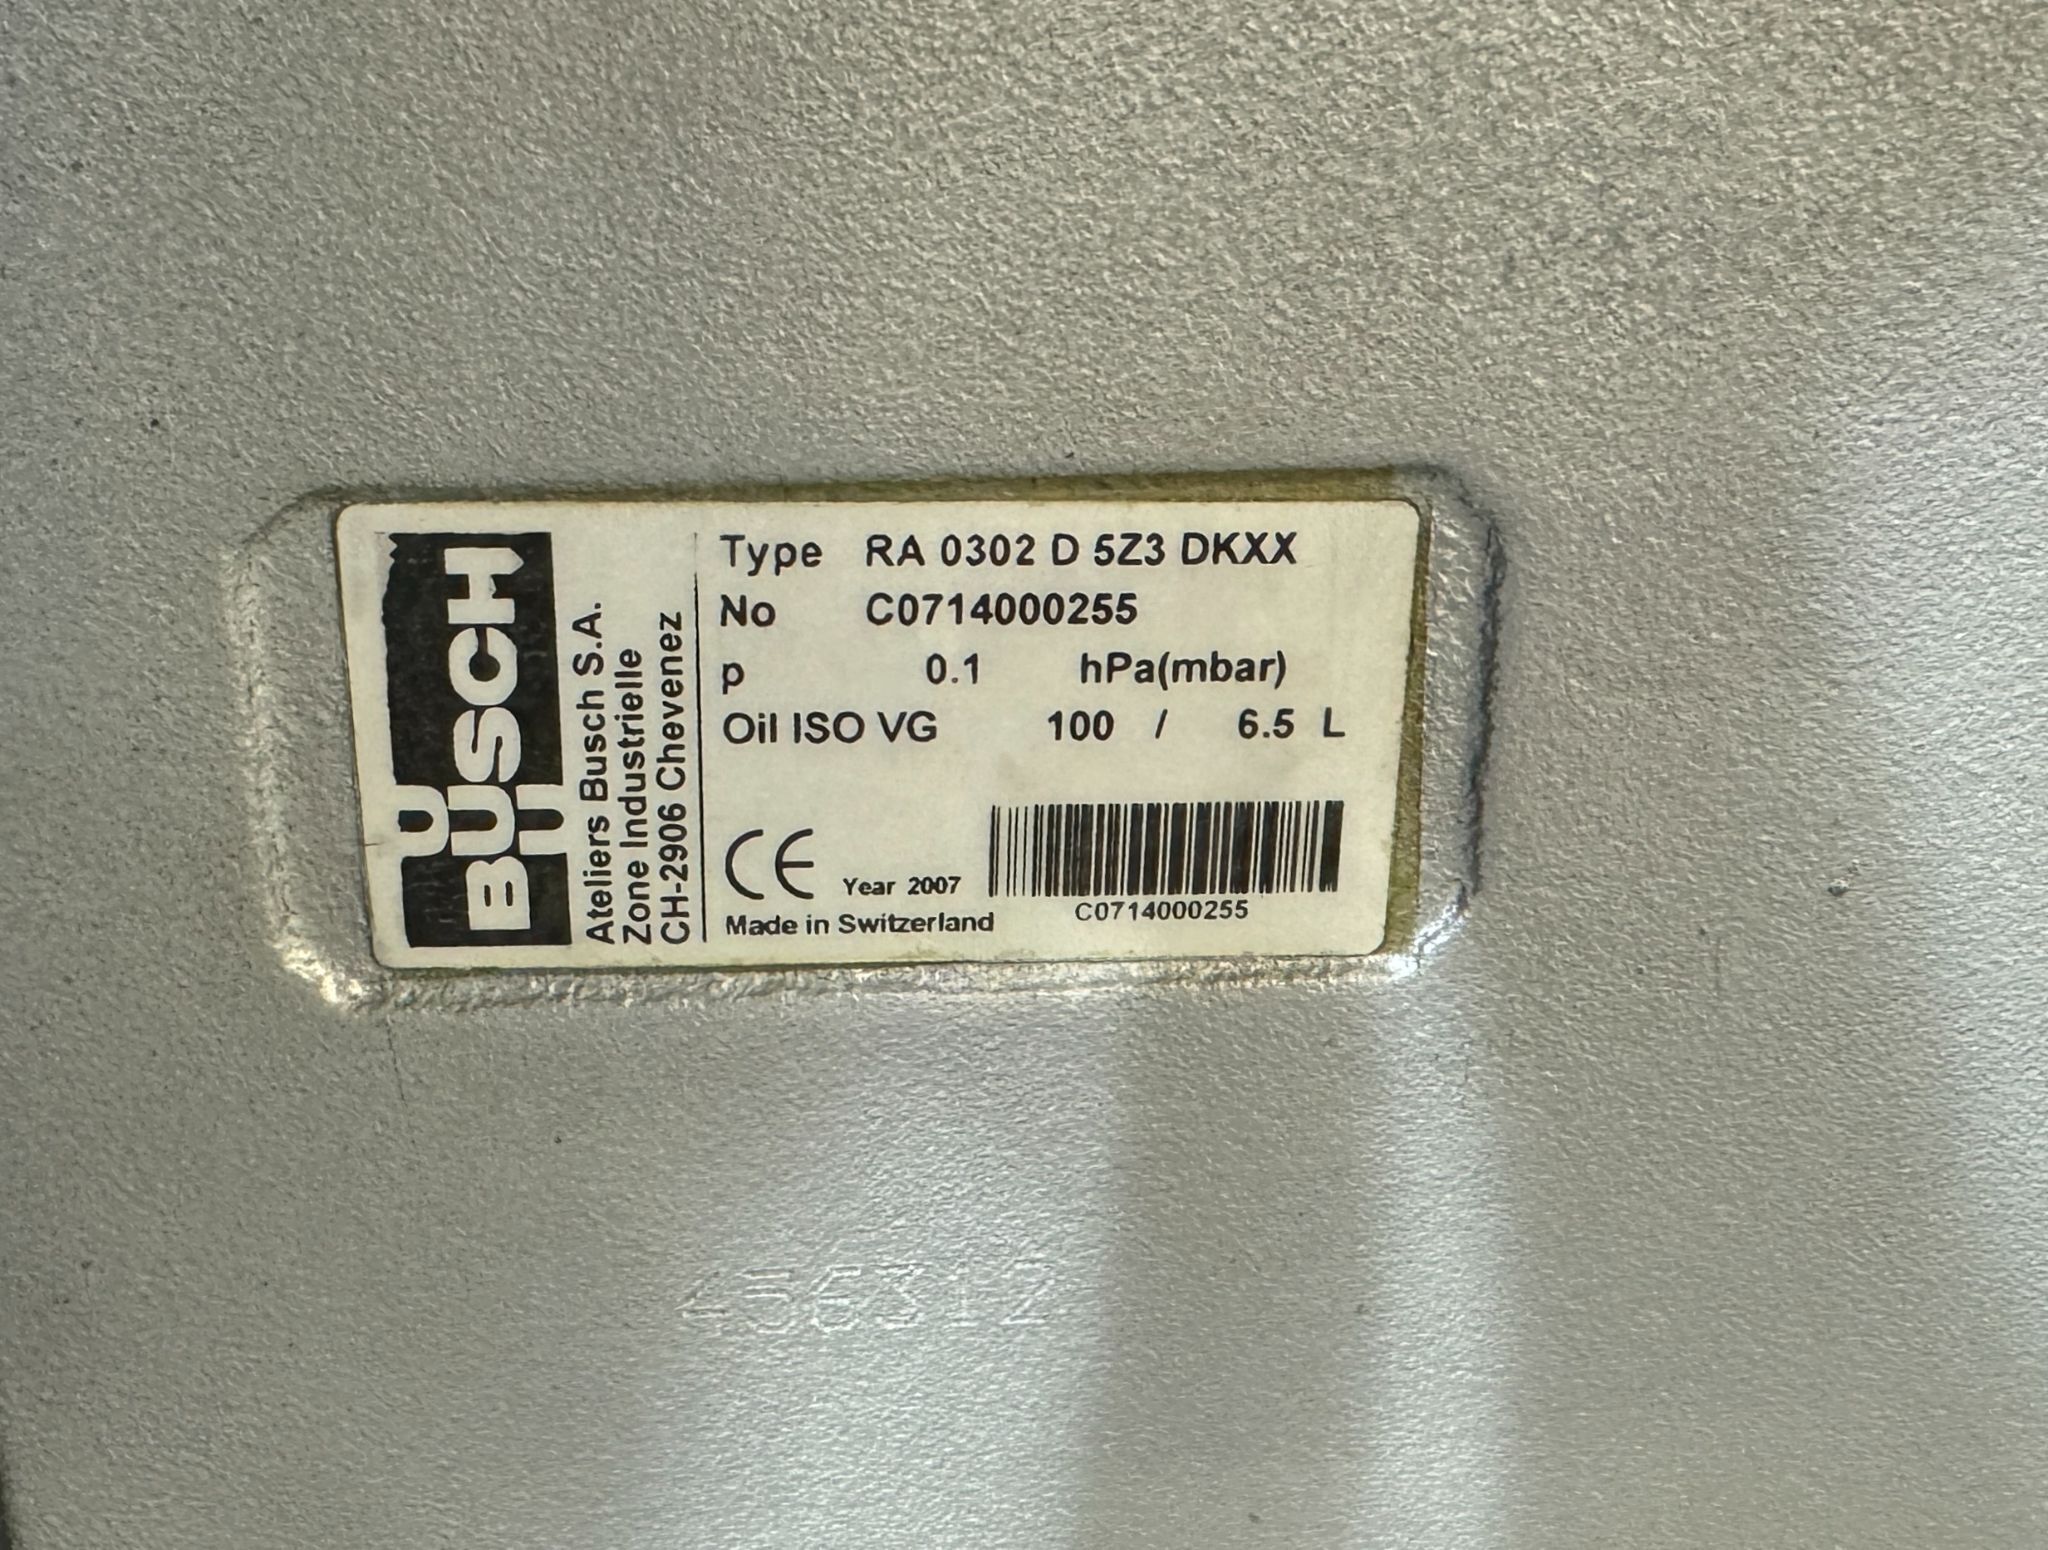 BUSCH
Ateliers Busch S.A.
Zone Industrielle
CH-2906 Chevenez
Type RA 0302 D 5Z3 DKXX
No C0714000255
p 0.1 hPa(mbar)
Oil ISO VG 100 / 6.5 L
CE Year 2007
Made in Switzerland
C0714000255